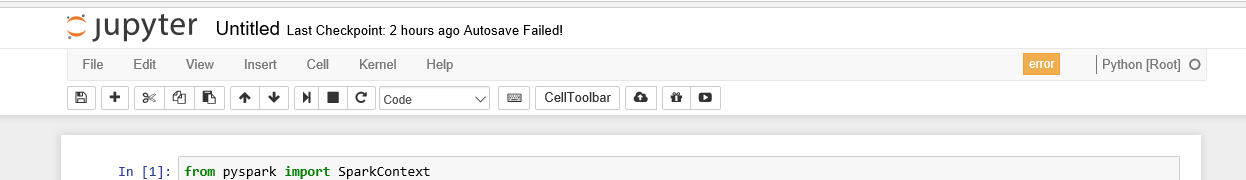 jupyter Untitled Last Checkpoint: 2 hours ago Autosave Failed!
File Edit View Insert Cell Kernel Help error Python [Root]
Code CellToolbar
In [1]: from pyspark import SparkContext